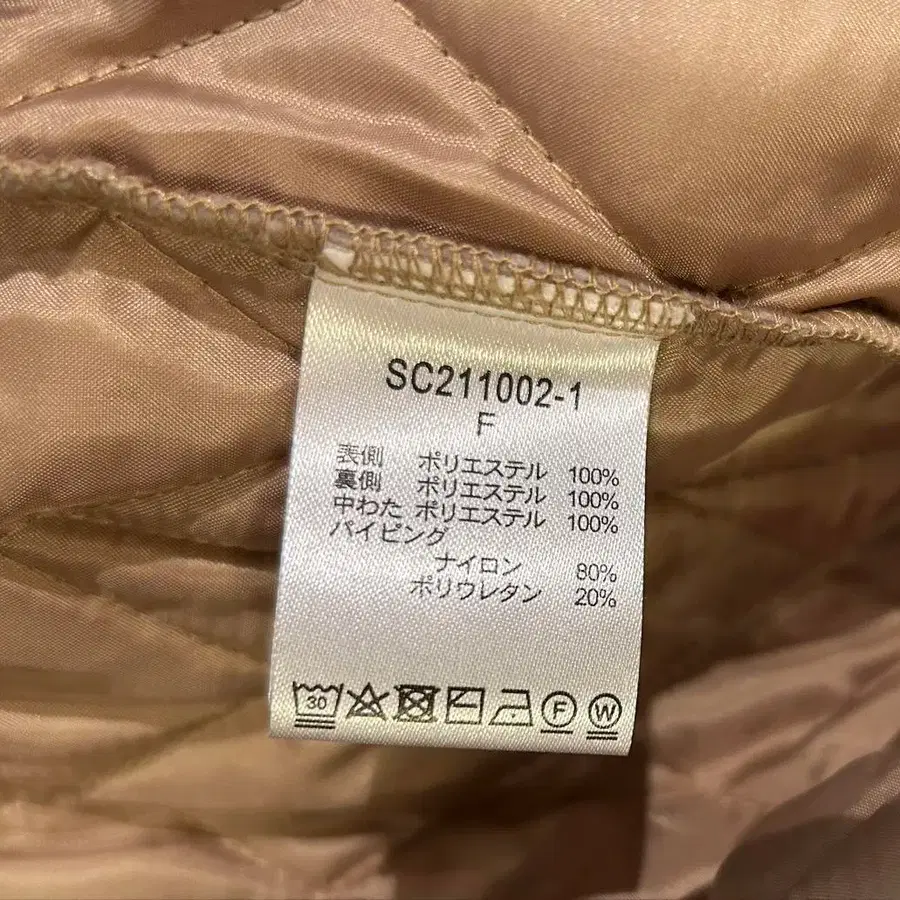 SC211002-1
F
表側 ポリエステル 100%
裏側 ポリエステル 100%
中わた ポリエステル 100%
パイピング
ナイロン 80%
ポリウレタン 20%
30 F W